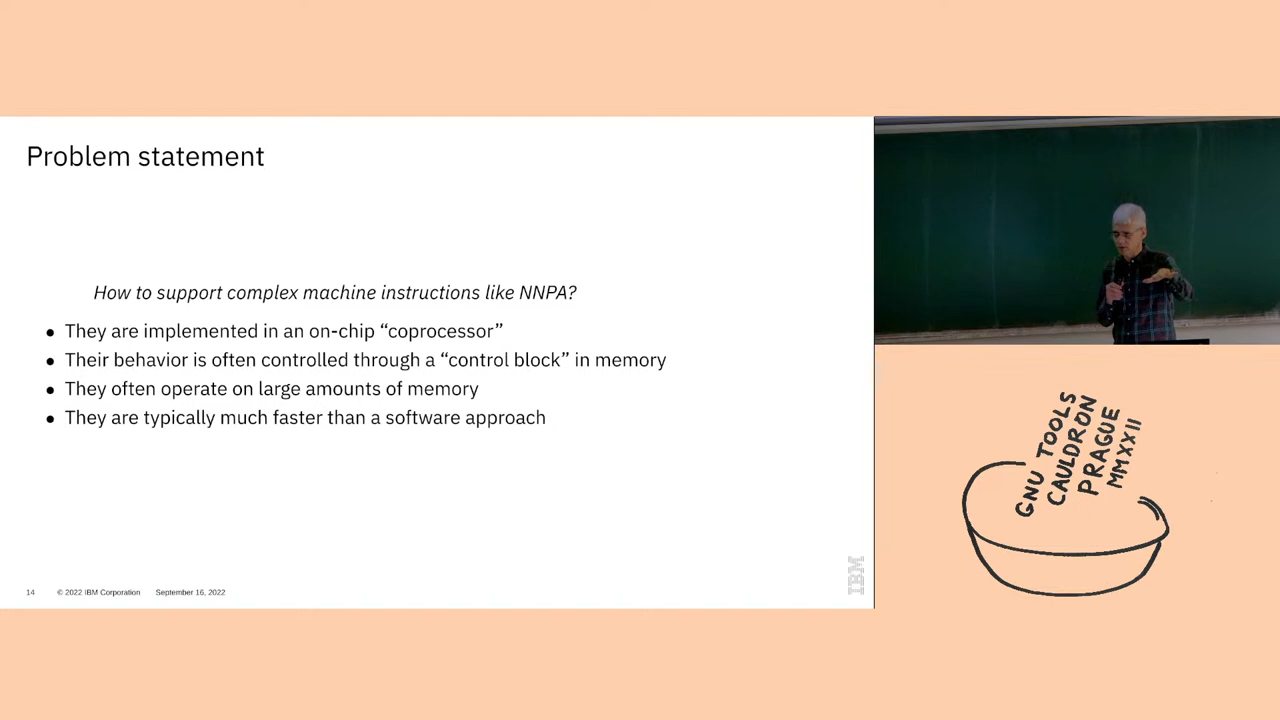 Problem statement
How to support complex machine instructions like NNPA?
● They are implemented in an on-chip “coprocessor”
● Their behavior is often controlled through a “control block” in memory
● They often operate on large amounts of memory
● They are typically much faster than a software approach
14 © 2022 IBM Corporation September 16, 2022
IBM
GNU TOOLS
CAULDRON
PRAGUE
MMXXII